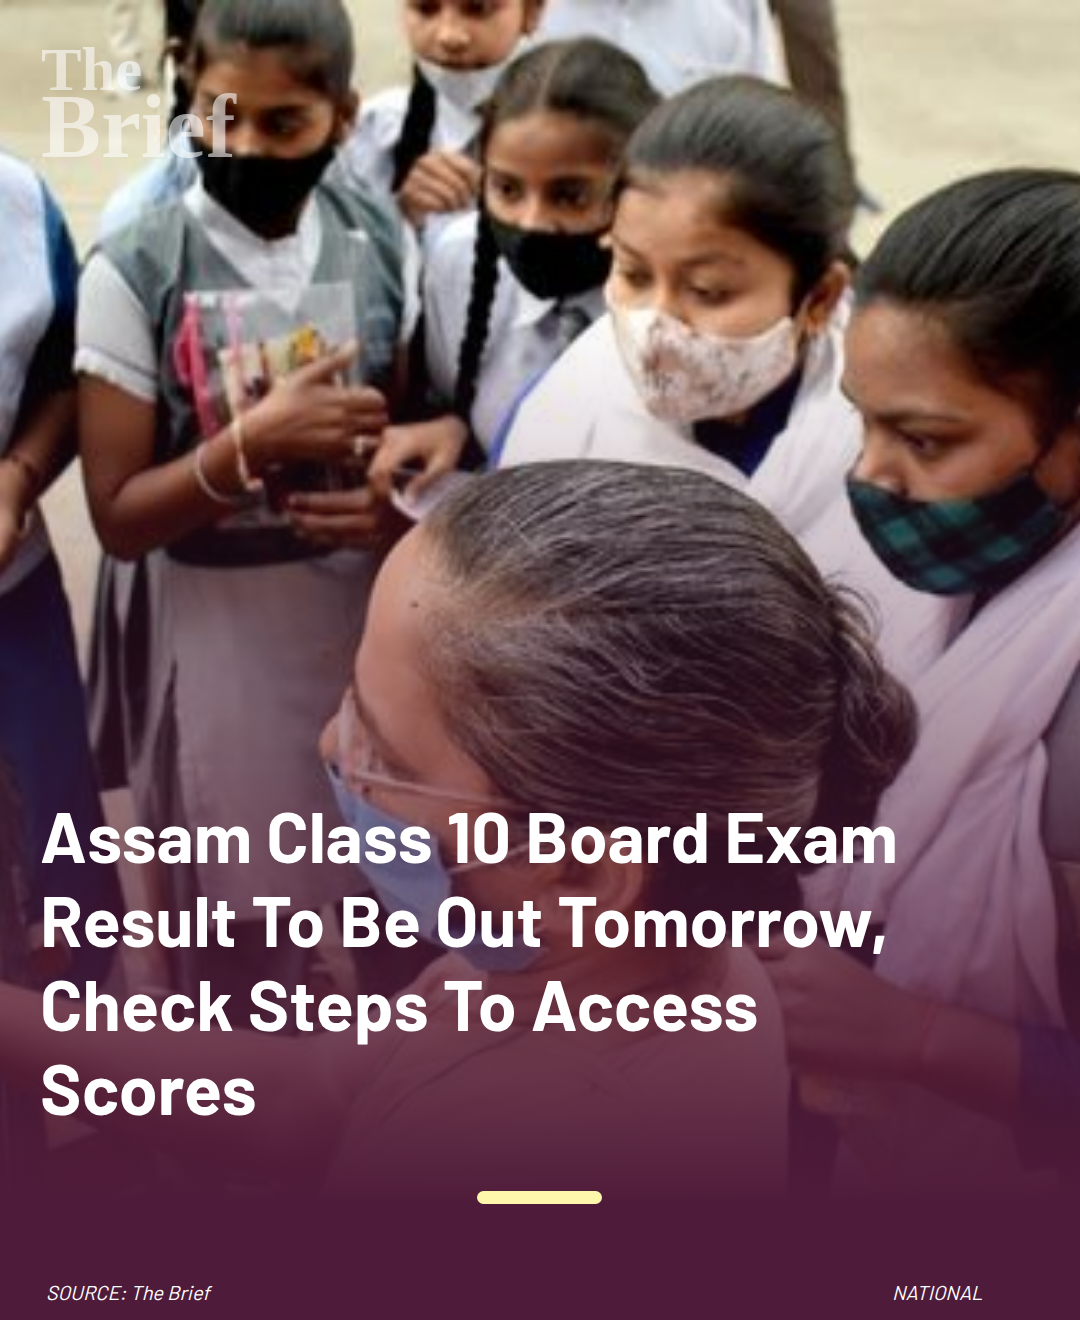 The
Brief
Assam Class 10 Board Exam
Result To Be Out Tomorrow,
Check Steps To Access
Scores
SOURCE: The Brief
NATIONAL